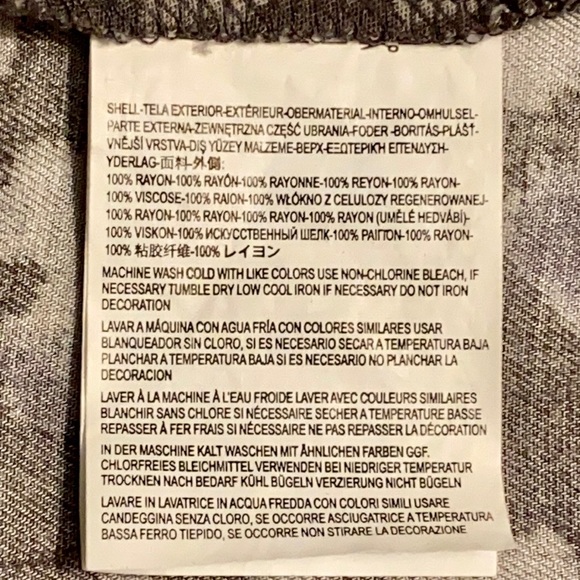 SHELL-TELA EXTERIOR-EXTÉRIEUR-OBERMATERIAL-INTERNO-OMHULSEL-
PARTE EXTERNA-ZEWNĘTRZNA CZĘŚĆ UBRANIA-FODER -BORITÁS-PLÁŠŤ-
VNĚJŠÍ VRSTVA-DIŞ YÜZEY MALZEME-ВЕРХ-ΕΞΩΤΕΡΙΚΗ ΕΠΕΝΔΥΣΗ-
YDERLAG-面料-外側:
100% RAYON-100% RAYÓN-100% RAYONNE-100% REYON-100% RAYON-
100% VISCOSE-100% RAION-100% WŁÓKNO Z CELULOZY REGENEROWANEJ-
100% RAYON-100% RAYON-100% RAYON-100% RAYON (UMĚLÉ HEDVÁBÍ)-
100% VISKON-100% ИСКУССТВЕННЫЙ ШЕЛК-100% ΡΑΙΓΙΟΝ-100% RAYON-
100% 粘胶纤维-100% レイヨン
MACHINE WASH COLD WITH LIKE COLORS USE NON-CHLORINE BLEACH, IF
NECESSARY TUMBLE DRY LOW COOL IRON IF NECESSARY DO NOT IRON
DECORATION
LAVAR A MÁQUINA CON AGUA FRÍA CON COLORES SIMILARES USAR
BLANQUEADOR SIN CLORO, SI ES NECESARIO SECAR A TEMPERATURA BAJA
PLANCHAR A TEMPERATURA BAJA SI ES NECESARIO NO PLANCHAR LA
DECORACION
LAVER À LA MACHINE À L'EAU FROIDE LAVER AVEC COULEURS SIMILAIRES
BLANCHIR SANS CHLORE SI NÉCESSAIRE SECHER A TEMPERATURE BASSE
REPASSER À FER FRAIS SI NÉCESSAIRE NE PAS REPASSER LA DÉCORATION
IN DER MASCHINE KALT WASCHEN MIT ÄHNLICHEN FARBEN GGF.
CHLORFREIES BLEICHMITTEL VERWENDEN BEI NIEDRIGER TEMPERATUR
TROCKNEN NACH BEDARF KÜHL BÜGELN VERZIERUNG NICHT BÜGELN
LAVARE IN LAVATRICE IN ACQUA FREDDA CON COLORI SIMILI USARE
CANDEGGINA SENZA CLORO, SE OCCORRE ASCIUGATRICE A TEMPERATURA
BASSA FERRO TIEPIDO, SE OCCORRE NON STIRARE LA DECORAZIONE